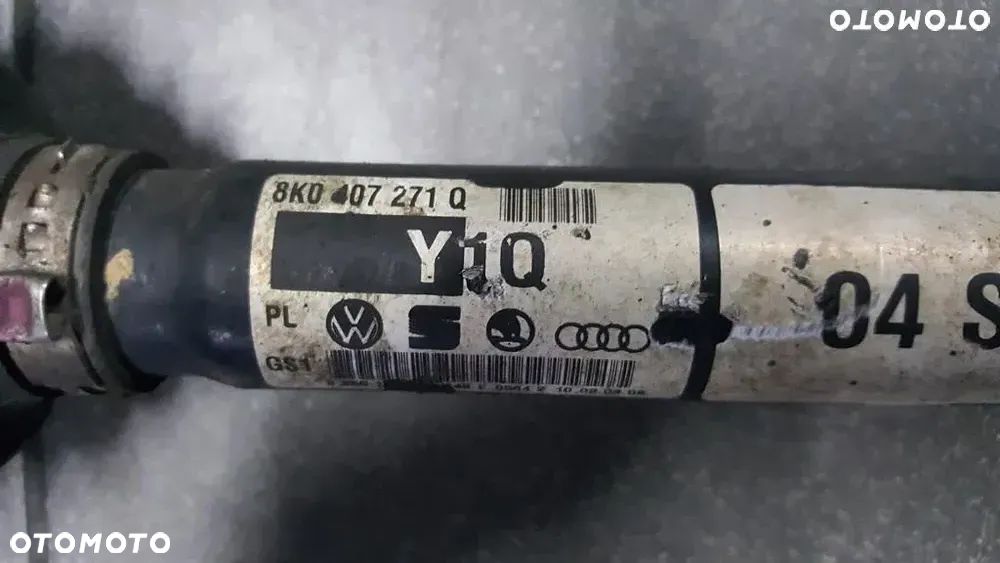 OTOMOTO
8K0 407 271 Q
Y1Q
04 S
PL
GS1
OTOMOTO